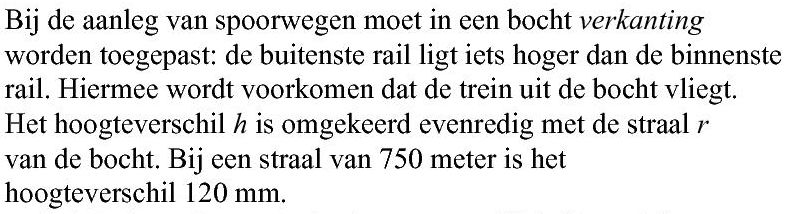 Bij de aanleg van spoorwegen moet in een bocht verkanting
worden toegepast: de buitenste rail ligt iets hoger dan de binnenste
rail. Hiermee wordt voorkomen dat de trein uit de bocht vliegt.
Het hoogteverschil h is omgekeerd evenredig met de straal r
van de bocht. Bij een straal van 750 meter is het
hoogteverschil 120 mm.